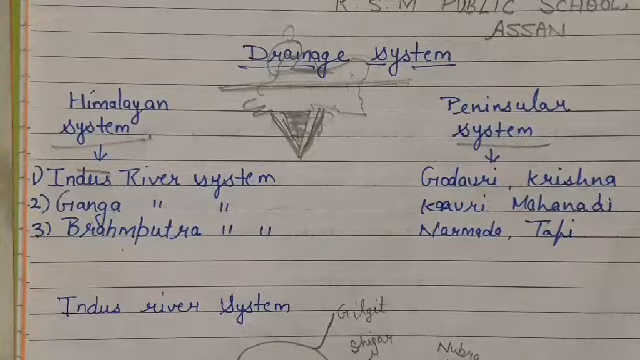 R.S.M PUBLIC SCHOOL,
ASSAN
Drainage system
Himalayan system
Peninsular system
1) Indus River system
2) Ganga " "
3) Brahmputra " "
Godavri, Krishna
Kaavri Mahanadi
Narmada, Tapi
Indus river System
Gilgit
Shigar
Nubra